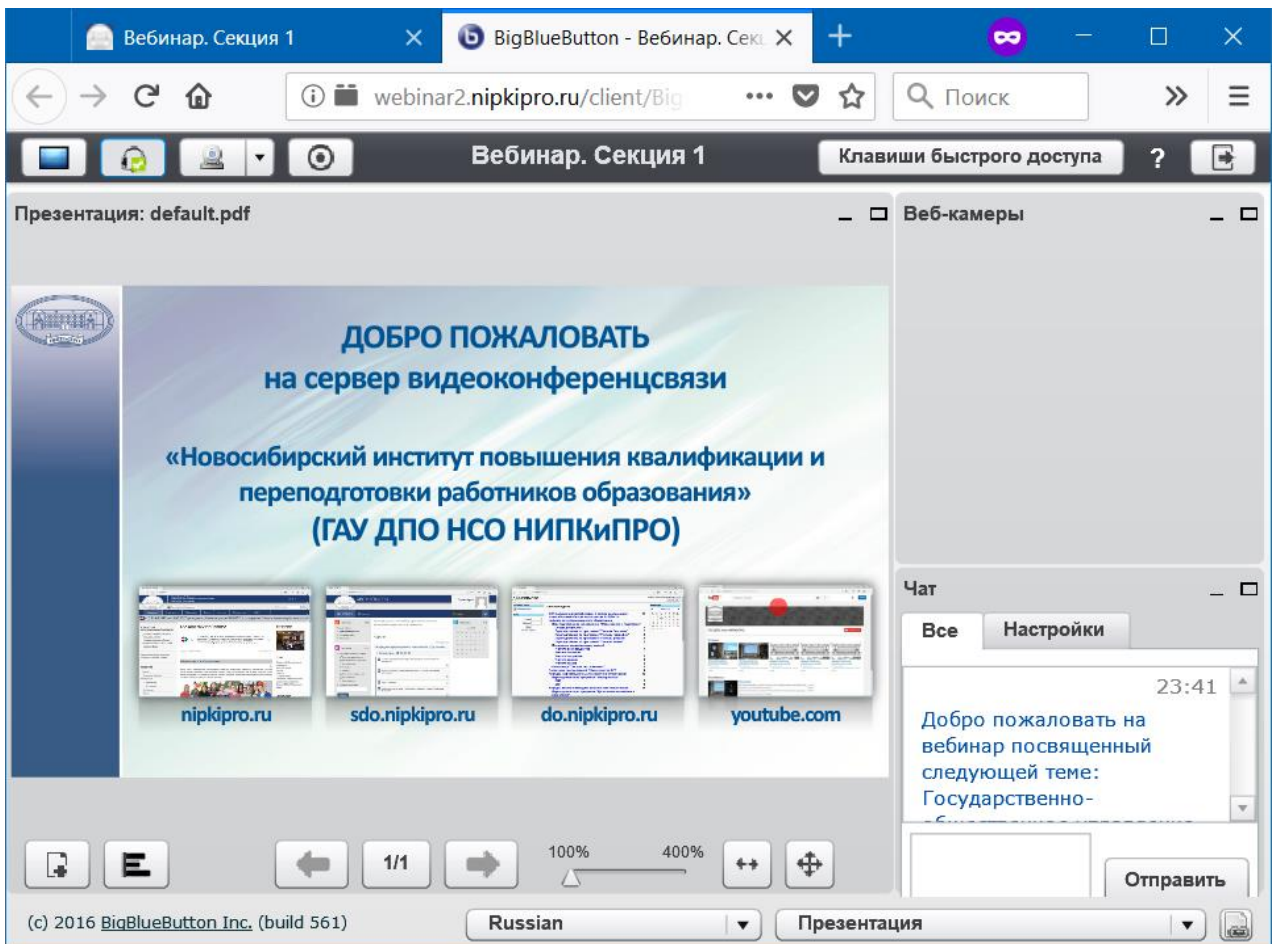 Вебинар. Секция 1
BigBlueButton - Вебинар. Секц
webinar2.nipkipro.ru/client/Big
Поиск
Вебинар. Секция 1
Клавиши быстрого доступа
?
Презентация: default.pdf
Веб-камеры
ДОБРО ПОЖАЛОВАТЬ
на сервер видеоконференцсвязи
«Новосибирский институт повышения квалификации и
переподготовки работников образования»
(ГАУ ДПО НСО НИПКиПРО)
nipkipro.ru
sdo.nipkipro.ru
do.nipkipro.ru
youtube.com
Чат
Все
Настройки
23:41
Добро пожаловать на
вебинар посвященный
следующей теме:
Государственно-
1/1
100%
400%
Отправить
(c) 2016 BigBlueButton Inc. (build 561)
Russian
Презентация